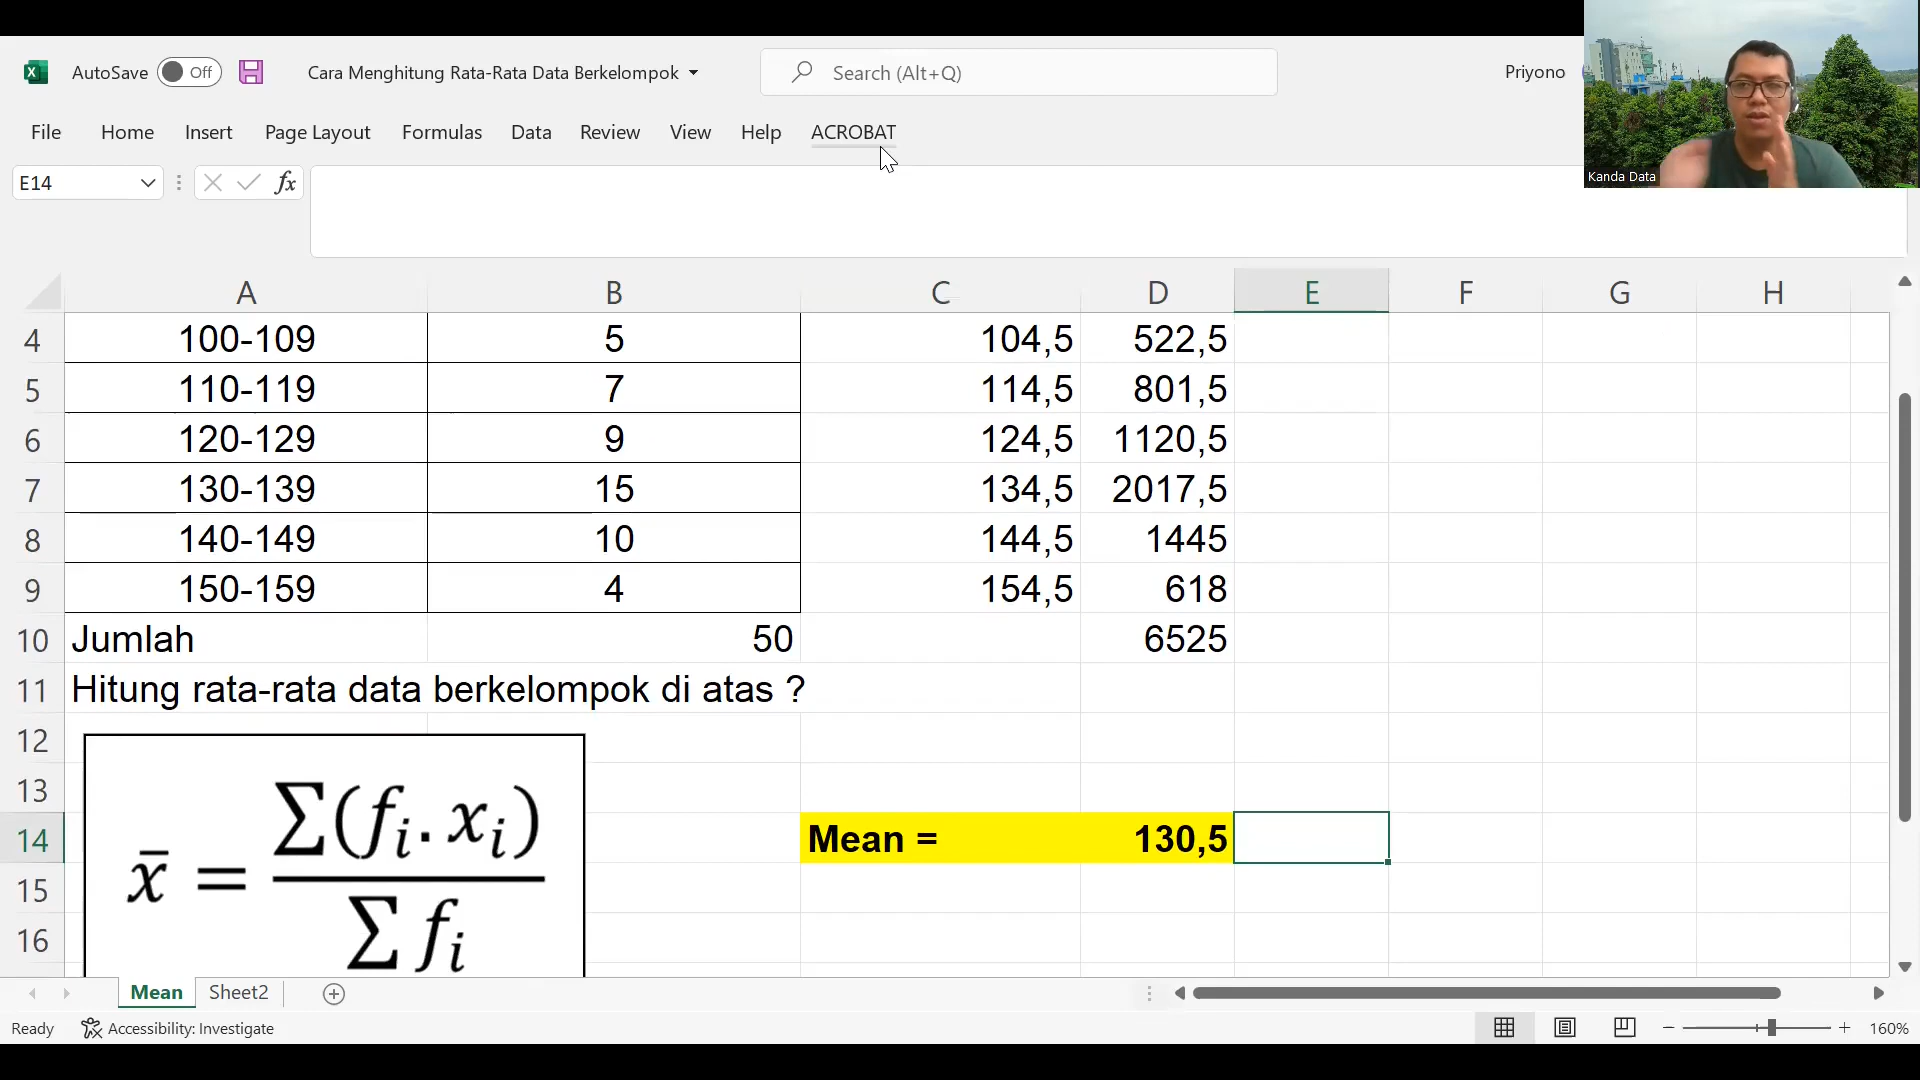 AutoSave Off Cara Menghitung Rata-Rata Data Berkelompok Search (Alt+Q) Priyono
File Home Insert Page Layout Formulas Data Review View Help ACROBAT
Kanda Data
E14 fx
A B C D E F G H
4 100-109 5 104,5 522,5
5 110-119 7 114,5 801,5
6 120-129 9 124,5 1120,5
7 130-139 15 134,5 2017,5
8 140-149 10 144,5 1445
9 150-159 4 154,5 618
10 Jumlah 50 6525
11 Hitung rata-rata data berkelompok di atas ?
12
13
14 Mean = 130,5
15
16
x̄ = ∑(fᵢ . xᵢ) / ∑ fᵢ
Mean Sheet2
Ready Accessibility: Investigate 160%